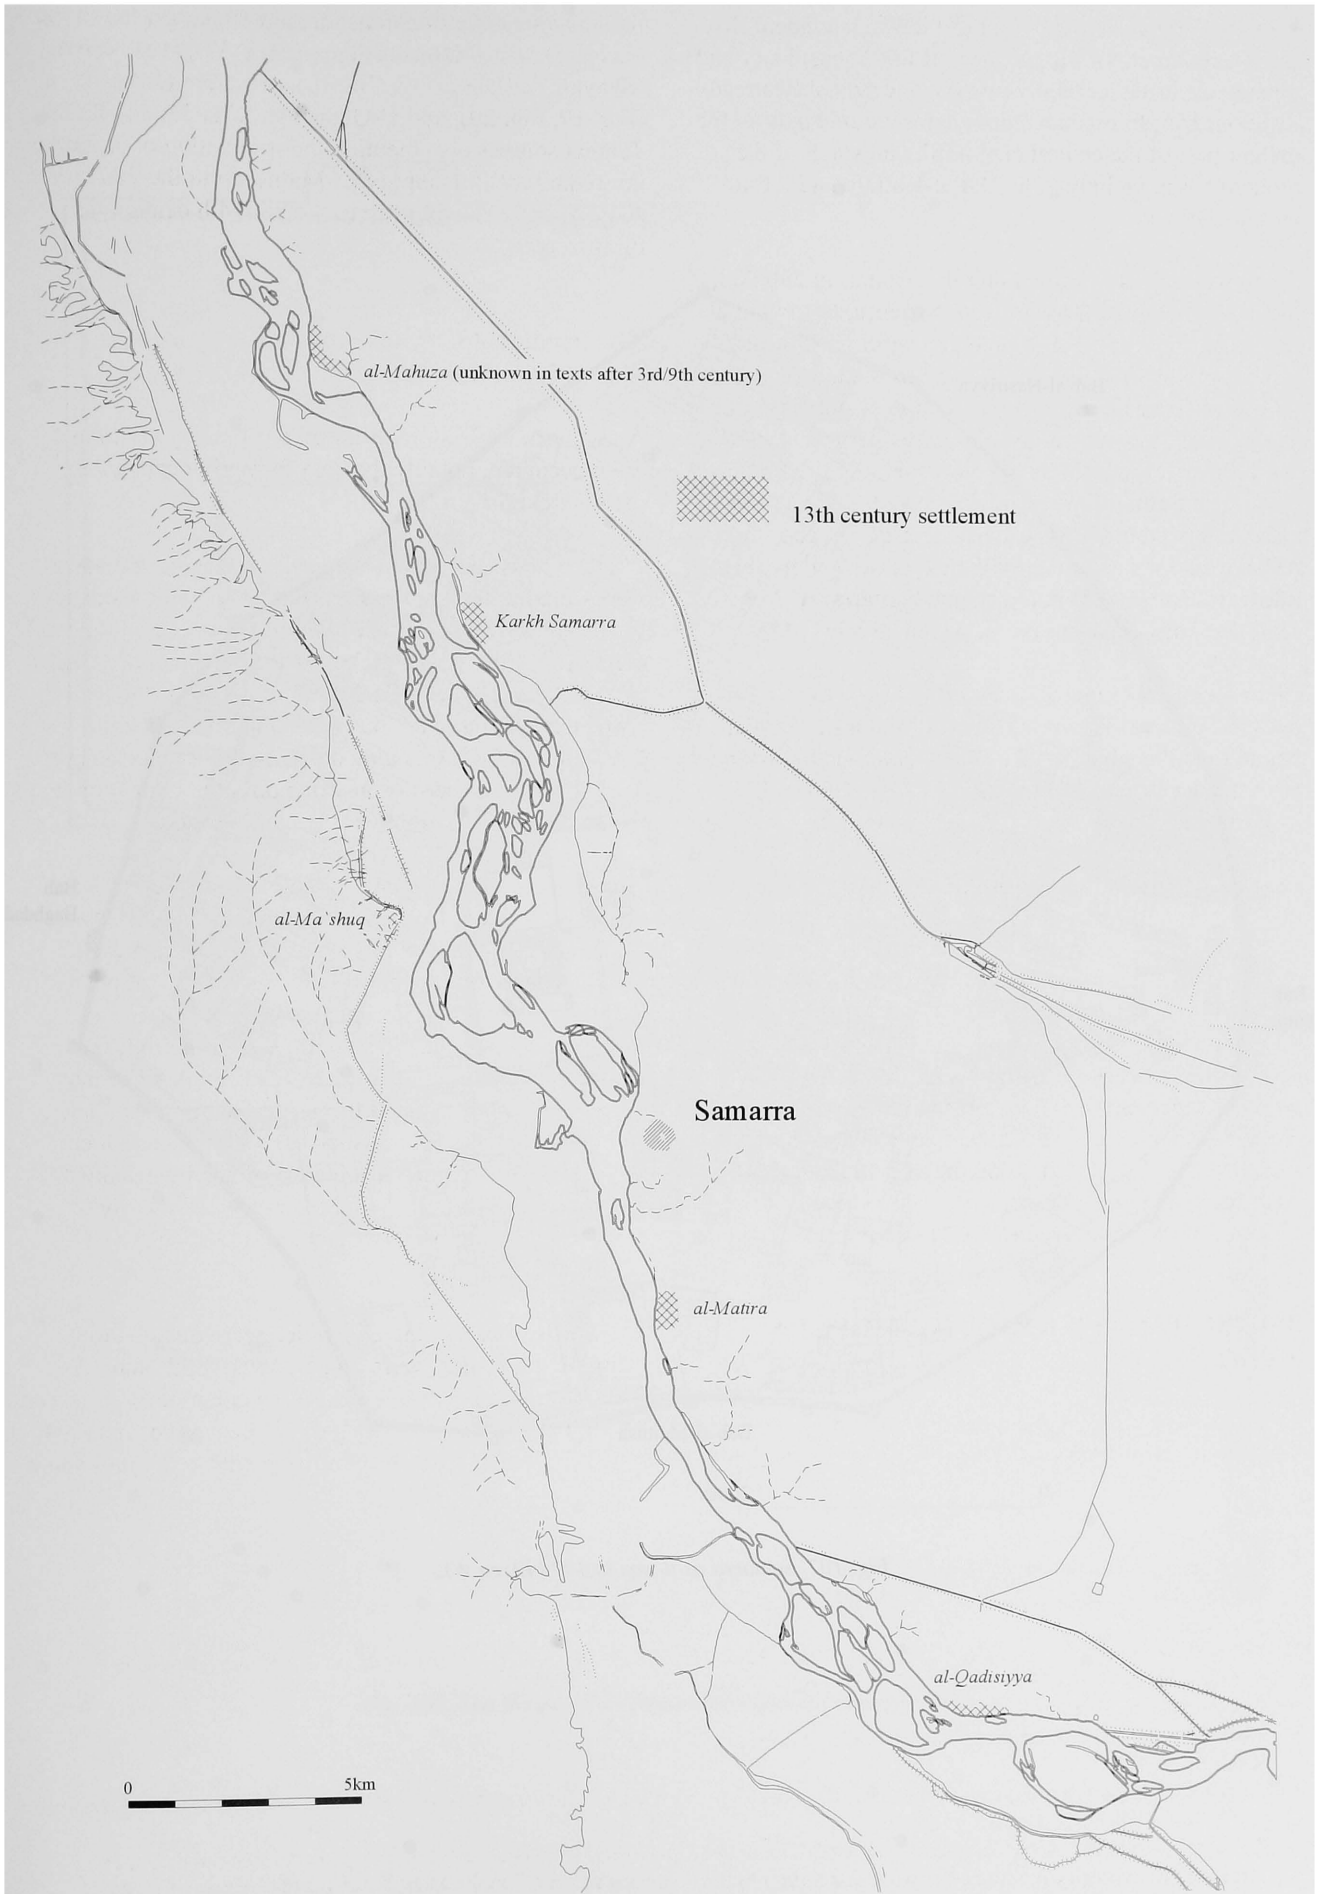 al-Mahuza (unknown in texts after 3rd/9th century)
13th century settlement
Karkh Samarra
al-Ma`shuq
Samarra
al-Matira
al-Qadisiyya
0 5km